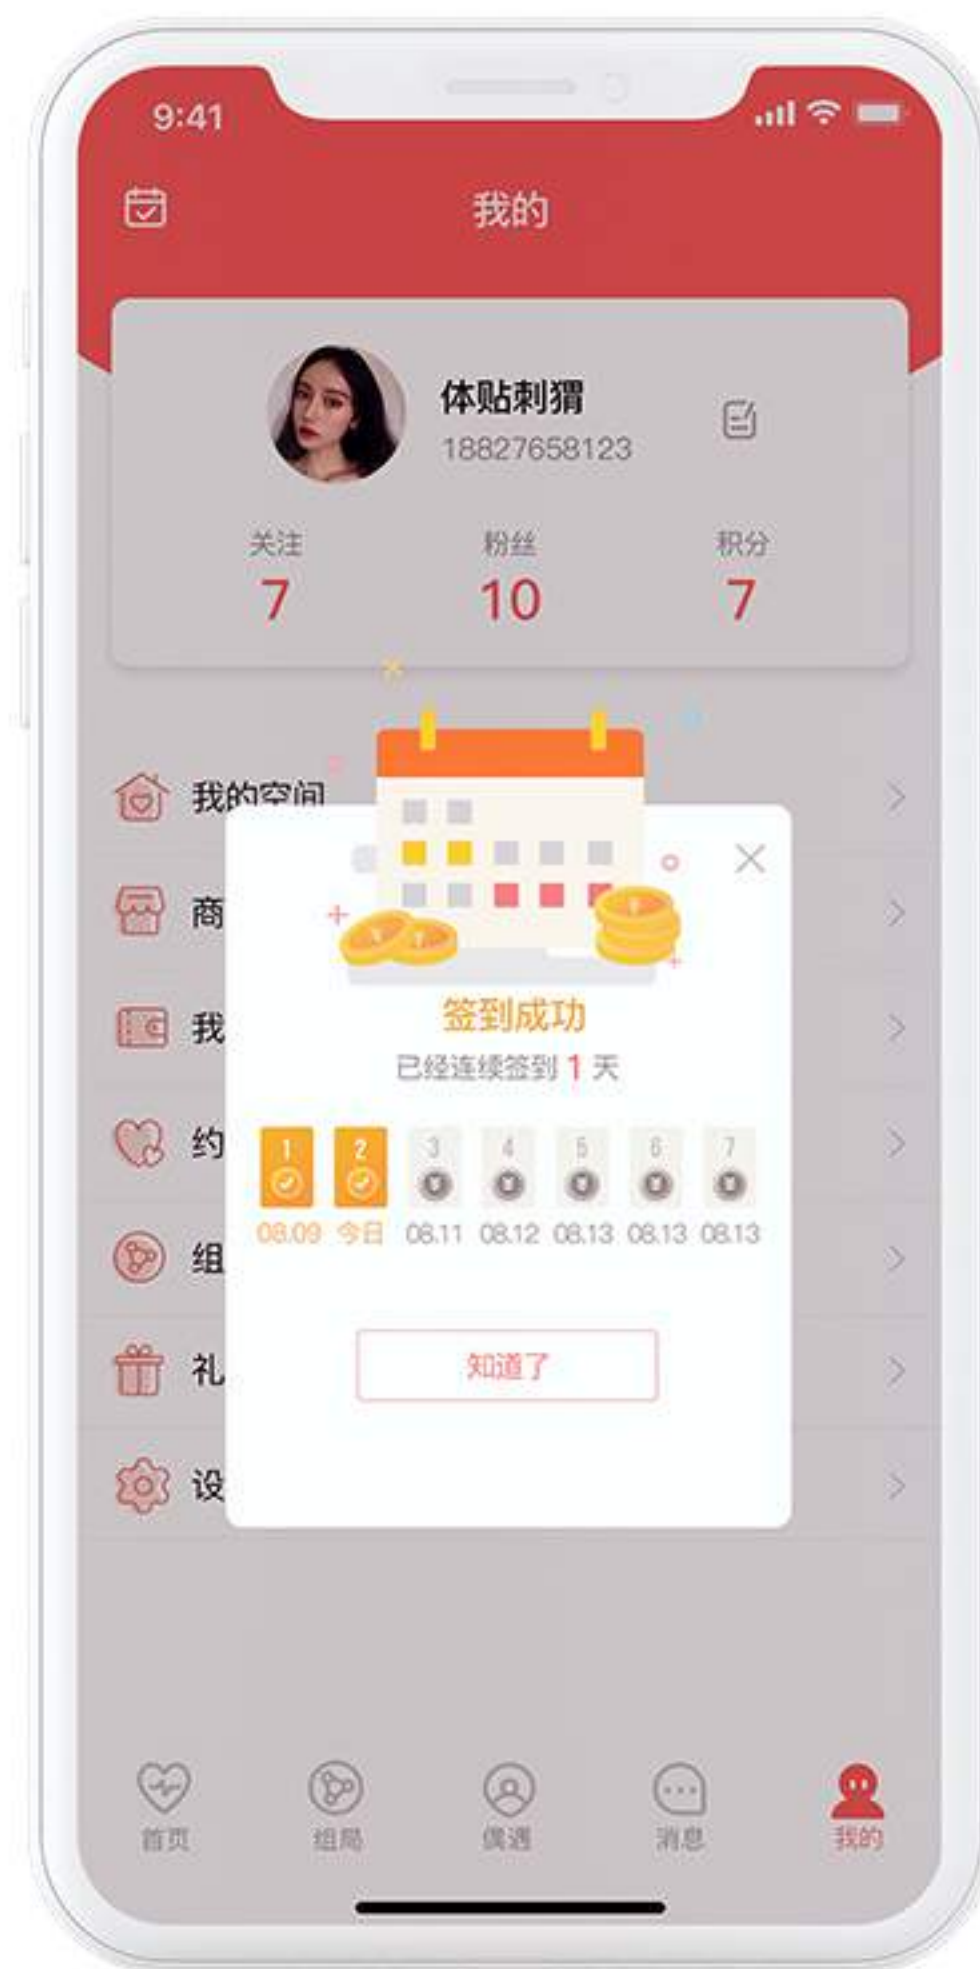 9:41
我的
体贴刺猬
18827658123
关注 粉丝 积分
7 10 7
我的空间
商
我
约
组
礼
设
签到成功
已经连续签到 1 天
1 2 3 4 5 6 7
08.09 今日 08.11 08.12 08.13 08.13 08.13
知道了
首页 组局 偶遇 消息 我的